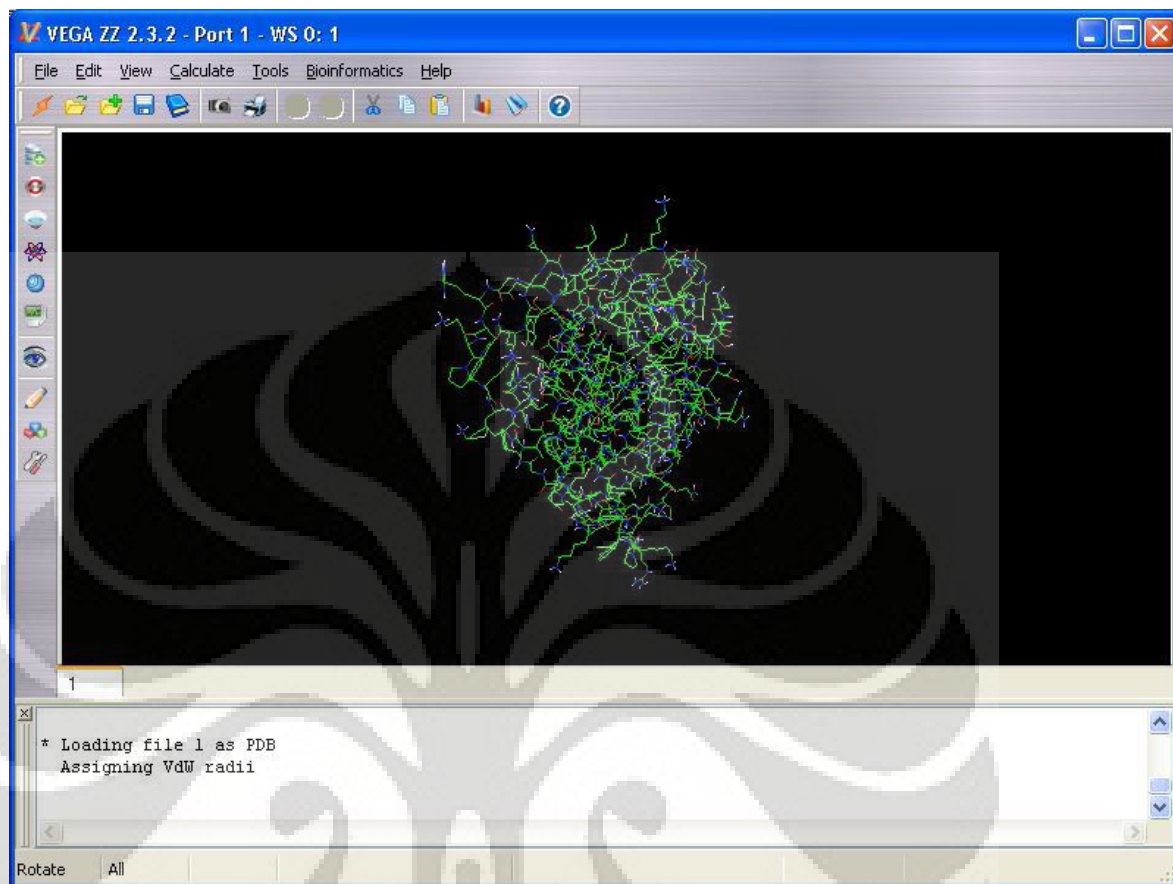 VEGA ZZ 2.3.2 - Port 1 - WS 0: 1
File Edit View Calculate Tools Bioinformatics Help
1
* Loading file 1 as PDB
Assigning VdW radii
Rotate All